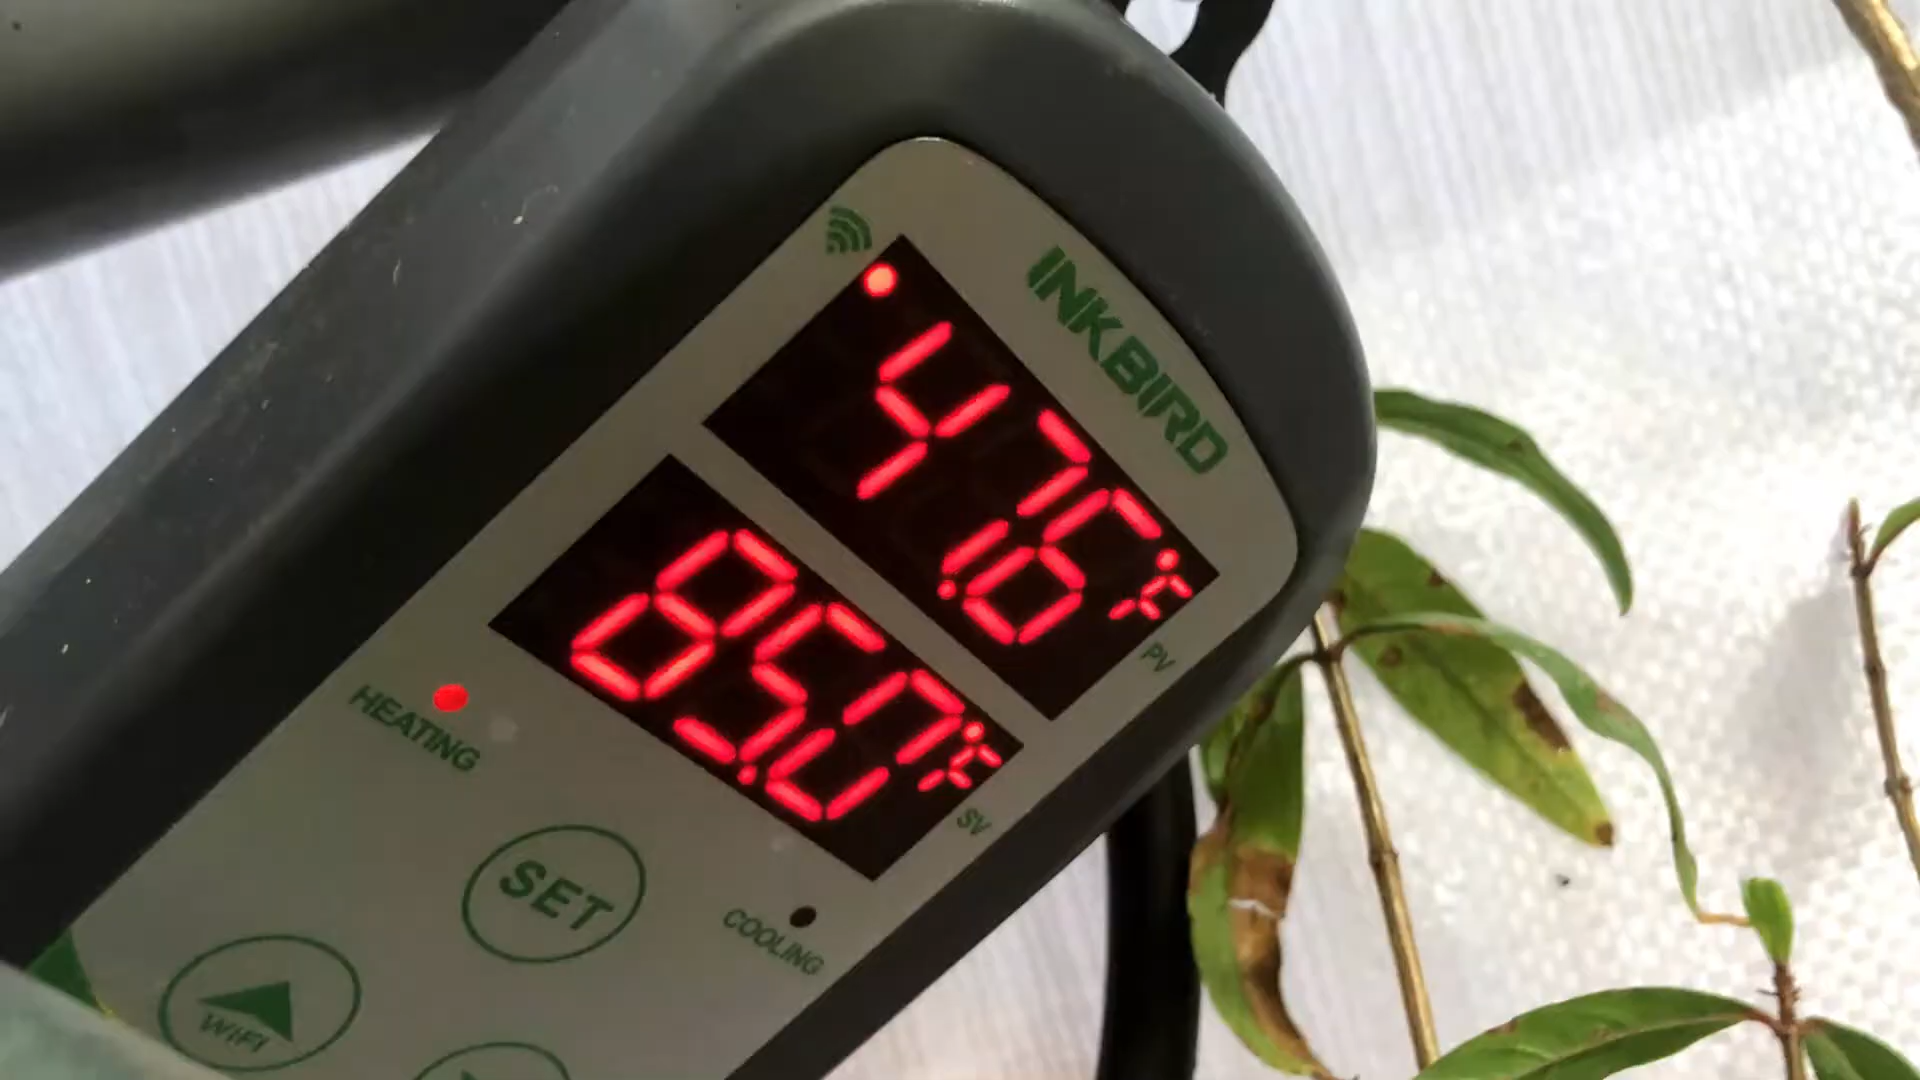 INKBIRD
47.6°C
PV
85.0°C
SV
HEATING
SET
COOLING
WIFI